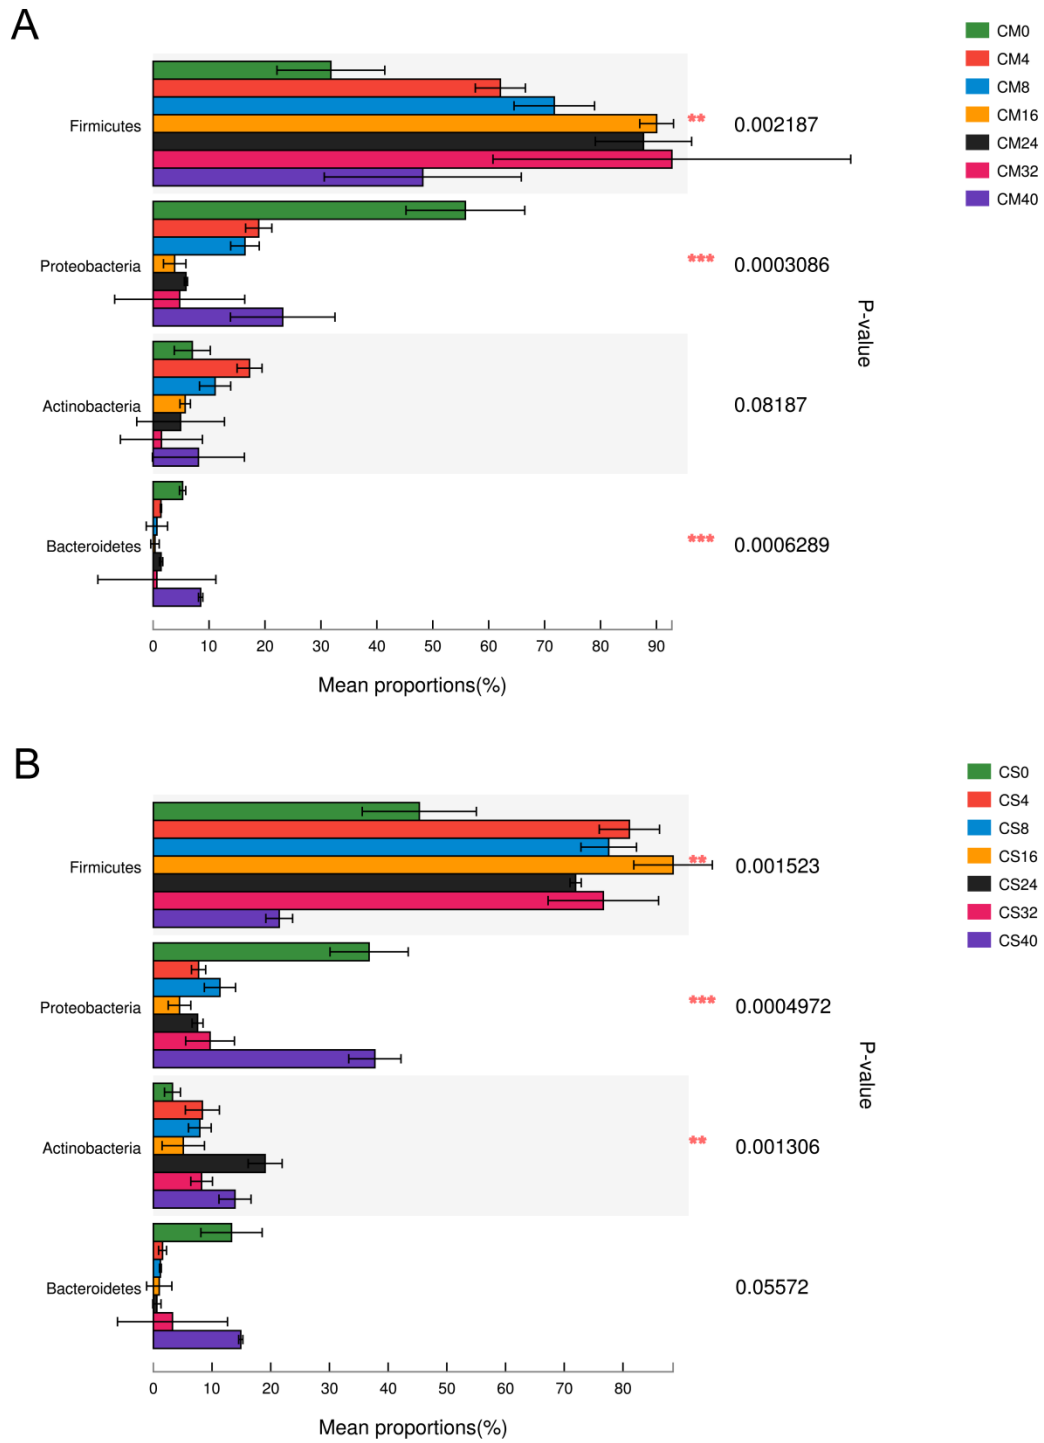 A
CM0
CM4
CM8
CM16
CM24
CM32
CM40
Firmicutes
** 0.002187
Proteobacteria
*** 0.0003086
Actinobacteria
0.08187
Bacteroidetes
*** 0.0006289
P-value
0 10 20 30 40 50 60 70 80 90
Mean proportions(%)
B
CS0
CS4
CS8
CS16
CS24
CS32
CS40
Firmicutes
** 0.001523
Proteobacteria
*** 0.0004972
Actinobacteria
** 0.001306
Bacteroidetes
0.05572
P-value
0 10 20 30 40 50 60 70 80
Mean proportions(%)